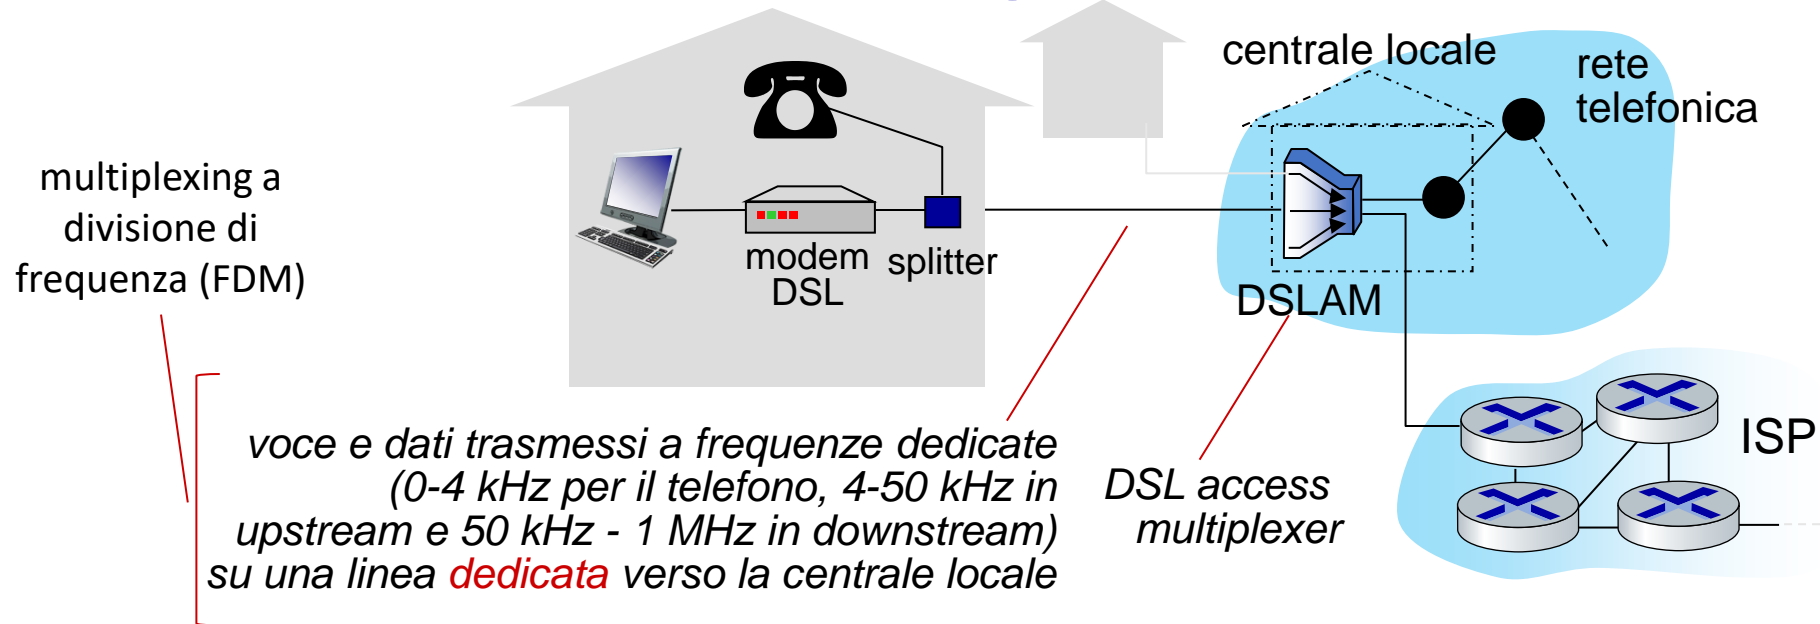 centrale locale
rete
telefonica
multiplexing a
divisione di
frequenza (FDM)
modem
DSL
splitter
DSLAM
ISP
voce e dati trasmessi a frequenze dedicate
(0-4 kHz per il telefono, 4-50 kHz in
upstream e 50 kHz - 1 MHz in downstream)
su una linea dedicata verso la centrale locale
DSL access
multiplexer